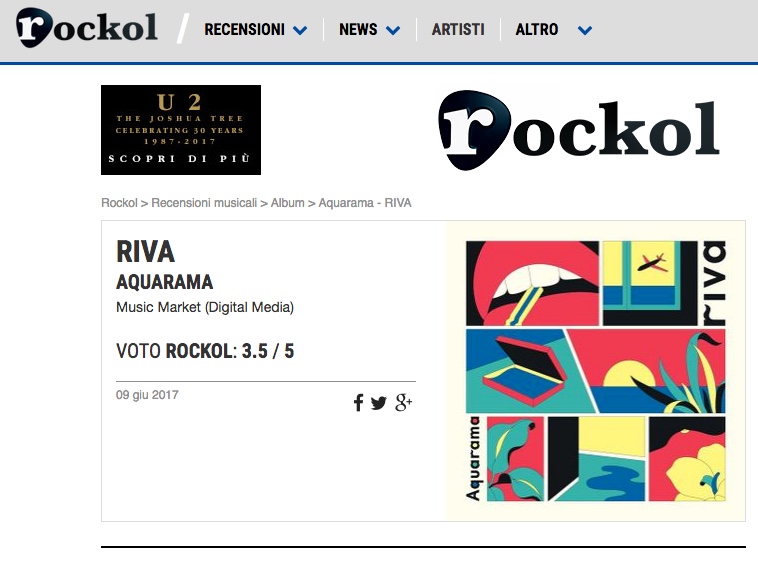 rockol
RECENSIONI
NEWS
ARTISTI
ALTRO
U 2
THE JOSHUA TREE
CELEBRATING 30 YEARS
1987-2017
SCOPRI DI PIÙ
rockol
Rockol > Recensioni musicali > Album > Aquarama - RIVA
RIVA
AQUARAMA
Music Market (Digital Media)
VOTO ROCKOL: 3.5 / 5
09 giu 2017
riva
Aquarama